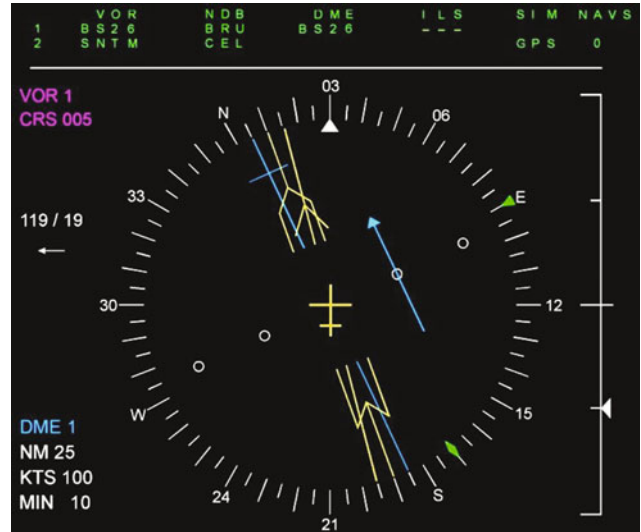 VOR NDB DME ILS SIM NAVS
1 BS26 BRU BS26 ---
2 SNTM CEL GPS 0
VOR 1
CRS 005
03
N
06
33
E
119 / 19
30
12
W
15
DME 1
NM 25
KTS 100
MIN 10
24
S
21